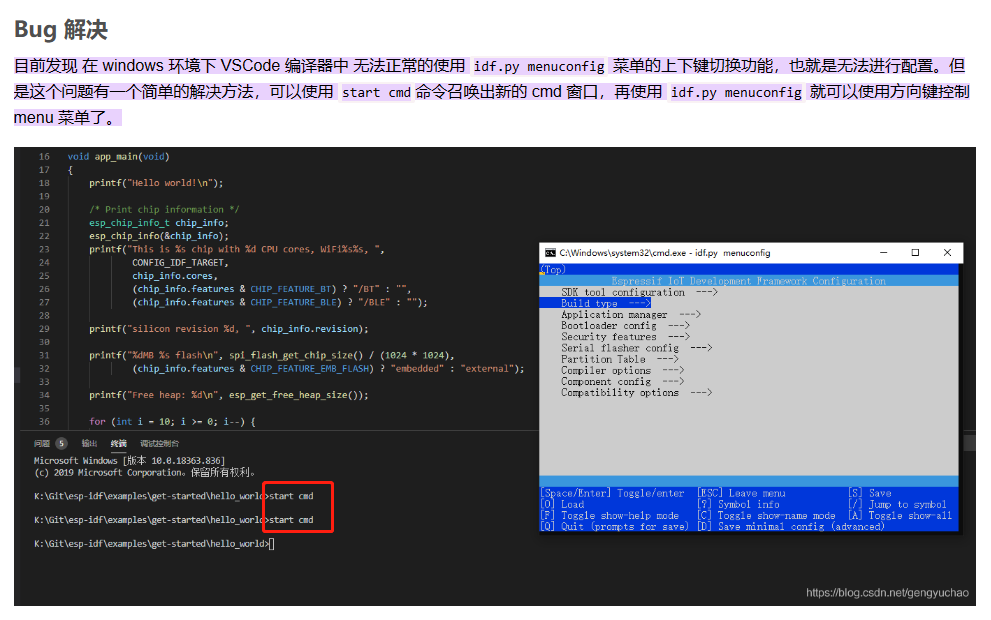 Bug 解决
目前发现 在 windows 环境下 VSCode 编译器中 无法正常的使用 idf.py menuconfig 菜单的上下键切换功能，也就是无法进行配置。但
是这个问题有一个简单的解决方法，可以使用 start cmd 命令召唤出新的 cmd 窗口，再使用 idf.py menuconfig 就可以使用方向键控制
menu 菜单了。
16 void app_main(void)
17 {
18 printf("Hello world!\n");
19
20 /* Print chip information */
21 esp_chip_info_t chip_info;
22 esp_chip_info(&chip_info);
23 printf("This is %s chip with %d CPU cores, WiFi%s%s, ",
24 CONFIG_IDF_TARGET,
25 chip_info.cores,
26 (chip_info.features & CHIP_FEATURE_BT) ? "/BT" : "",
27 (chip_info.features & CHIP_FEATURE_BLE) ? "/BLE" : "");
28
29 printf("silicon revision %d, ", chip_info.revision);
30
31 printf("%dMB %s flash\n", spi_flash_get_chip_size() / (1024 * 1024),
32 (chip_info.features & CHIP_FEATURE_EMB_FLASH) ? "embedded" : "external");
33
34 printf("Free heap: %d\n", esp_get_free_heap_size());
35
36 for (int i = 10; i >= 0; i--) {
问题 5 输出 终端 调试控制台
Microsoft Windows [版本 10.0.18363.836]
(c) 2019 Microsoft Corporation。保留所有权利。
K:\Git\esp-idf\examples\get-started\hello_world>start cmd
K:\Git\esp-idf\examples\get-started\hello_world>start cmd
K:\Git\esp-idf\examples\get-started\hello_world>
C:\Windows\system32\cmd.exe - idf.py menuconfig
(Top)
Espressif IoT Development Framework Configuration
SDK tool configuration --->
Build type --->
Application manager --->
Bootloader config --->
Security features --->
Serial flasher config --->
Partition Table --->
Compiler options --->
Component config --->
Compatibility options --->
[Space/Enter] Toggle/enter [ESC] Leave menu [S] Save
[O] Load [?] Symbol info [/] Jump to symbol
[F] Toggle show-help mode [C] Toggle show-name mode [A] Toggle show-all
[Q] Quit (prompts for save) [D] Save minimal config (advanced)
https://blog.csdn.net/gengyuchao